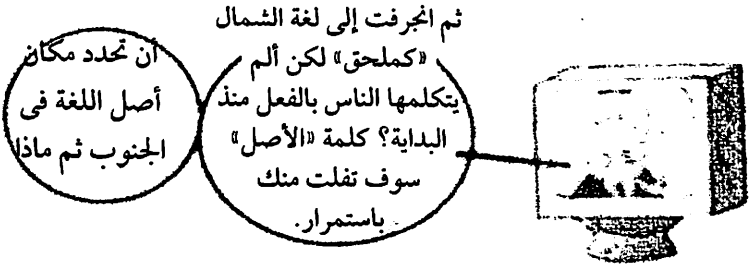 ثم انجرفت إلى لغة الشمال
«كملحق» لكن ألم
يتكلمها الناس بالفعل منذ
البداية؟ كلمة «الأصل»
سوف تفلت منك
باستمرار.
أن تحدد مكان
أصل اللغة فى
الجنوب ثم ماذا